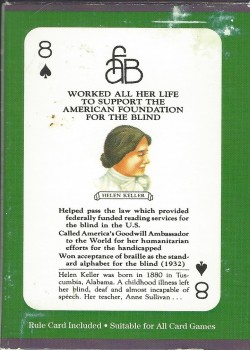 8
afB
WORKED ALL HER LIFE
TO SUPPORT THE
AMERICAN FOUNDATION
FOR THE BLIND
HELEN KELLER
Helped pass the law which provided
federally funded reading services for
the blind in the U.S.
Called America's Goodwill Ambassador
to the World for her humanitarian
efforts for the handicapped
Won acceptance of braille as the stand-
ard alphabet for the blind (1932)
Helen Keller was born in 1880 in Tus-
cumbia, Alabama. A childhood illness left
her blind, deaf and almost incapable of
speech. Her teacher, Anne Sullivan . . .
8
Rule Card Included • Suitable for All Card Games